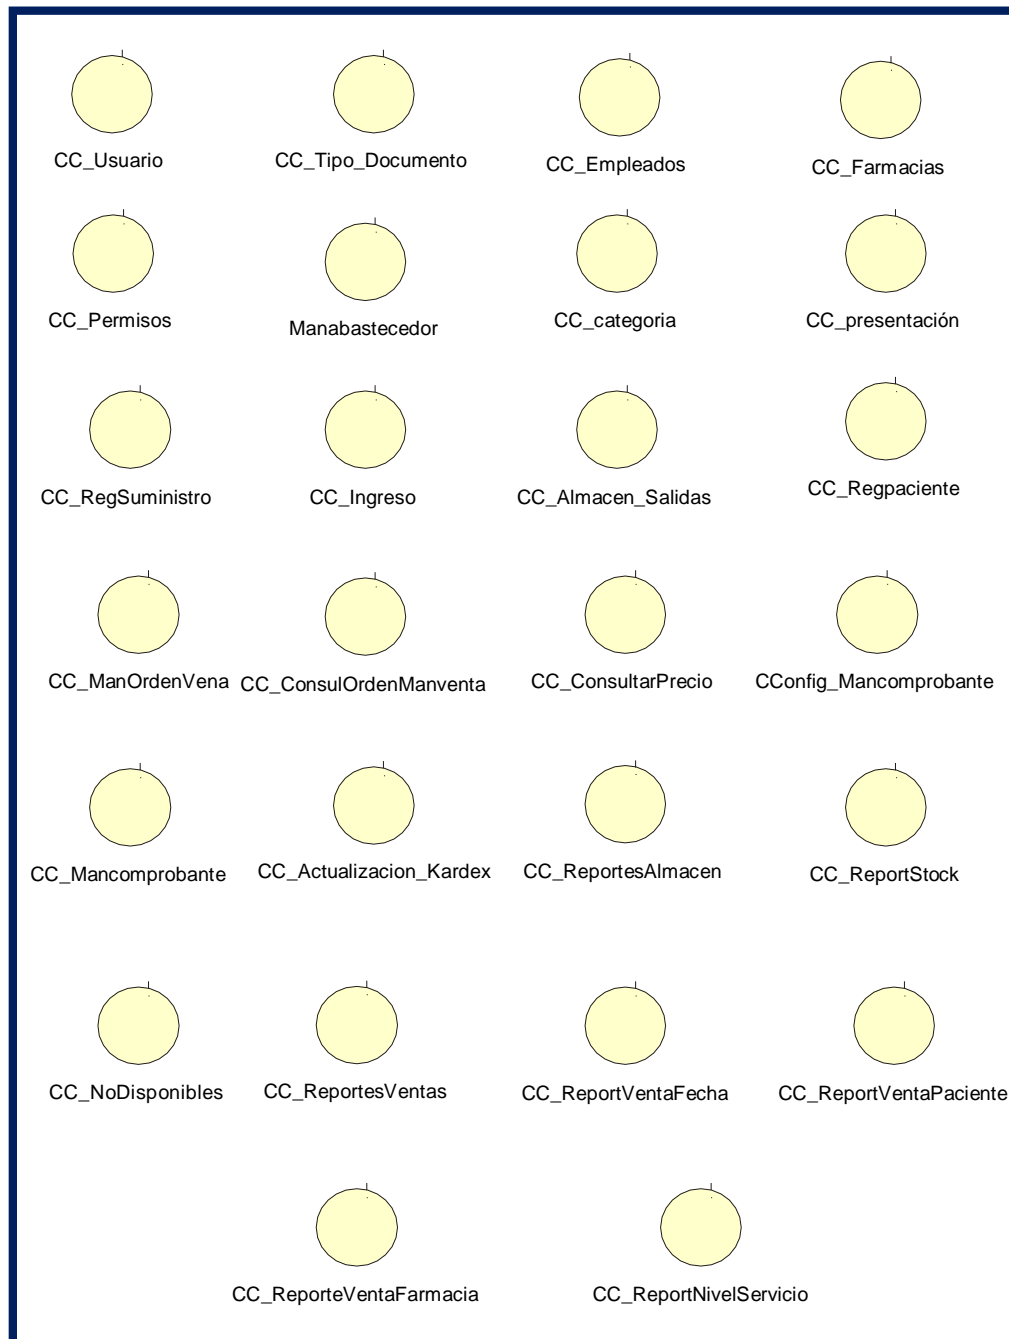 CC_Usuario
CC_Tipo_Documento
CC_Empleados
CC_Farmacias
CC_Permisos
Manabastecedor
CC_categoria
CC_presentación
CC_RegSuministro
CC_Ingreso
CC_Almacen_Salidas
CC_Regpaciente
CC_ManOrdenVena
CC_ConsulOrdenManventa
CC_ConsultarPrecio
CConfig_Mancomprobante
CC_Mancomprobante
CC_Actualizacion_Kardex
CC_ReportesAlmacen
CC_ReportStock
CC_NoDisponibles
CC_ReportesVentas
CC_ReportVentaFecha
CC_ReportVentaPaciente
CC_ReporteVentaFarmacia
CC_ReportNivelServicio